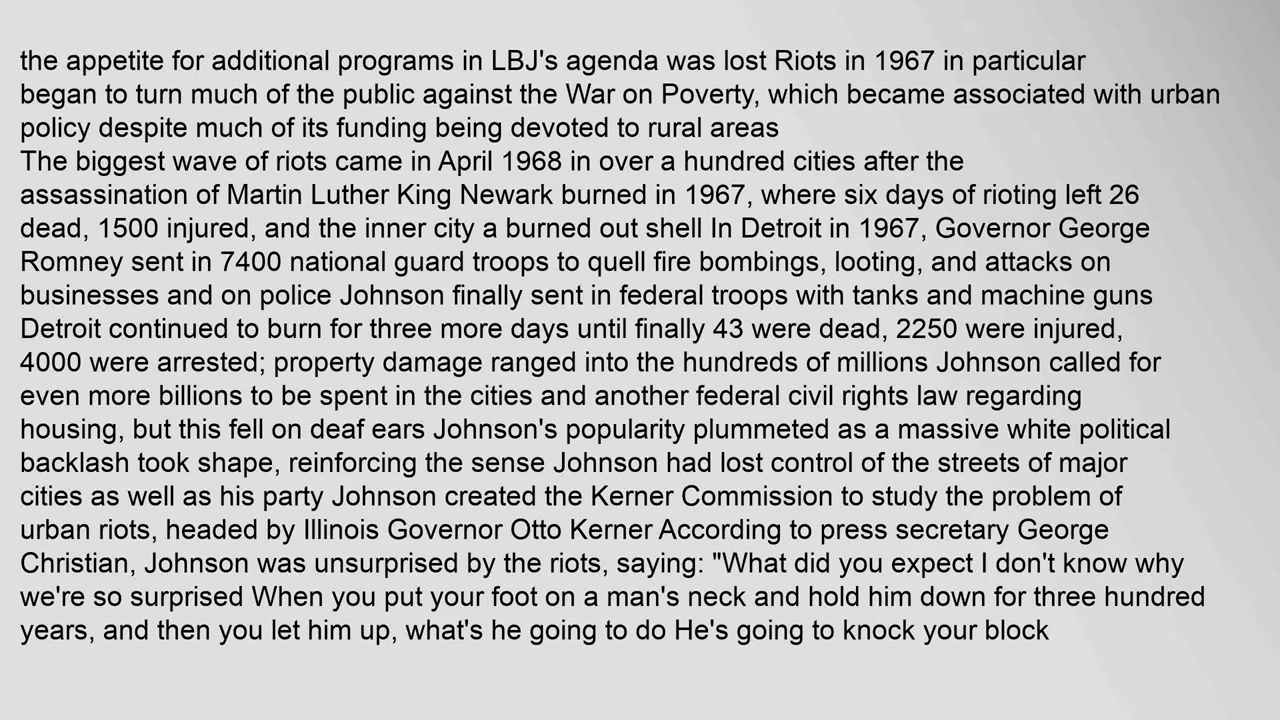 the appetite for additional programs in LBJ's agenda was lost Riots in 1967 in particular
began to turn much of the public against the War on Poverty, which became associated with urban
policy despite much of its funding being devoted to rural areas
The biggest wave of riots came in April 1968 in over a hundred cities after the
assassination of Martin Luther King Newark burned in 1967, where six days of rioting left 26
dead, 1500 injured, and the inner city a burned out shell In Detroit in 1967, Governor George
Romney sent in 7400 national guard troops to quell fire bombings, looting, and attacks on
businesses and on police Johnson finally sent in federal troops with tanks and machine guns
Detroit continued to burn for three more days until finally 43 were dead, 2250 were injured,
4000 were arrested; property damage ranged into the hundreds of millions Johnson called for
even more billions to be spent in the cities and another federal civil rights law regarding
housing, but this fell on deaf ears Johnson's popularity plummeted as a massive white political
backlash took shape, reinforcing the sense Johnson had lost control of the streets of major
cities as well as his party Johnson created the Kerner Commission to study the problem of
urban riots, headed by Illinois Governor Otto Kerner According to press secretary George
Christian, Johnson was unsurprised by the riots, saying: "What did you expect I don't know why
we're so surprised When you put your foot on a man's neck and hold him down for three hundred
years, and then you let him up, what's he going to do He's going to knock your block